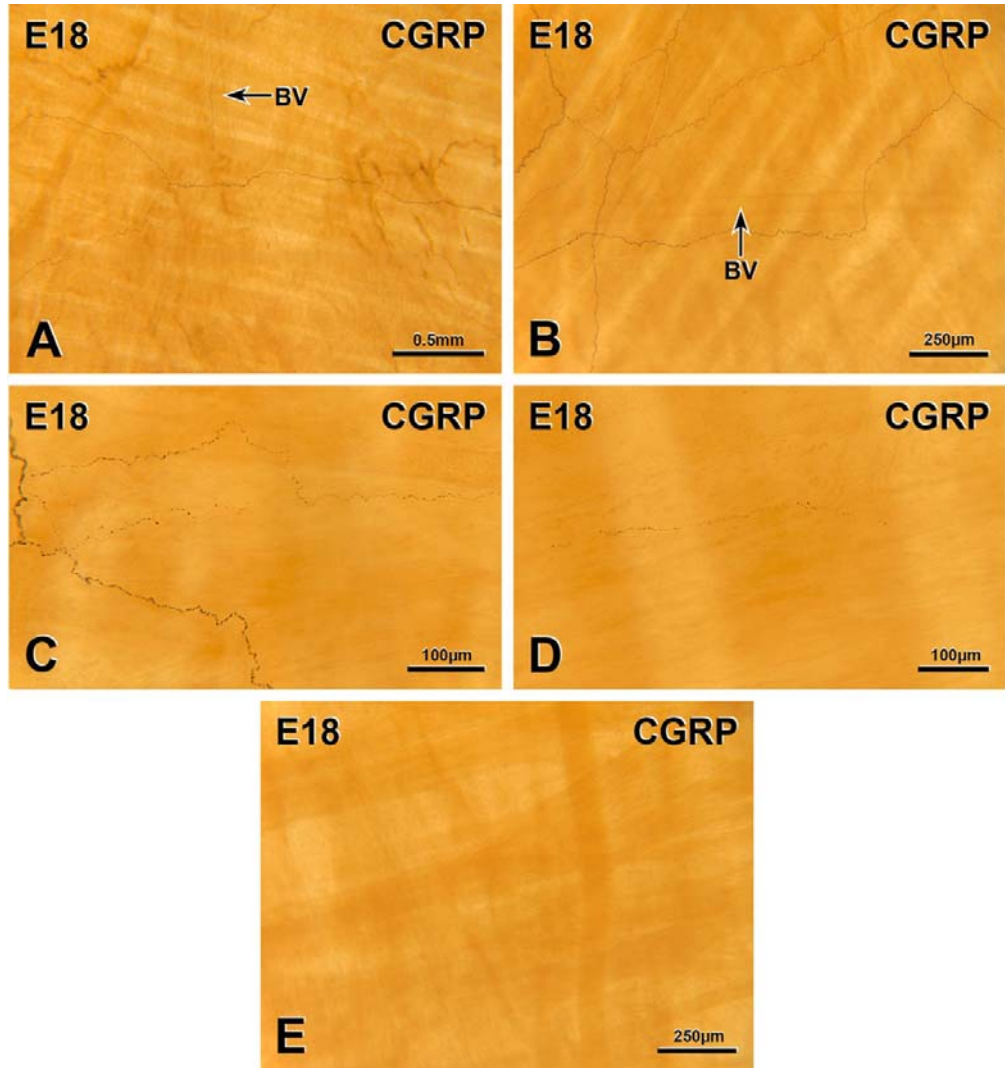 E18 CGRP
BV
A 0.5mm
E18 CGRP
BV
B 250µm
E18 CGRP
C 100µm
E18 CGRP
D 100µm
E18 CGRP
E 250µm